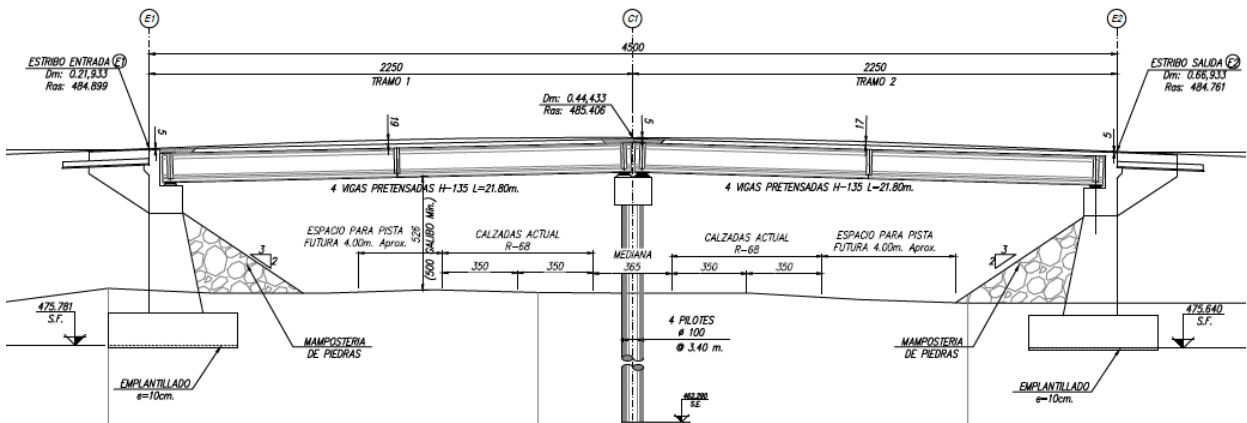 E1
C1
E2
4500
2250
2250
TRAMO 1
TRAMO 2
ESTRIBO ENTRADA E1
Dm: 0.21,933
Ras: 484.899
Dm: 0.44,433
Ras: 485.406
ESTRIBO SALIDA E2
Dm: 0.66,933
Ras: 484.761
5
19
5
17
5
4 VIGAS PRETENSADAS H-135 L=21.80m.
4 VIGAS PRETENSADAS H-135 L=21.80m.
526
(500 GALIBO Mín.)
ESPACIO PARA PISTA
FUTURA 4.00m. Aprox.
CALZADAS ACTUAL
R-68
MEDIANA
CALZADAS ACTUAL
R-68
ESPACIO PARA PISTA
FUTURA 4.00m. Aprox.
350
350
365
350
350
3
2
3
2
475.781
S.F.
475.640
S.F.
4 PILOTES
ø 100
@ 3.40 m.
MAMPOSTERIA
DE PIEDRAS
MAMPOSTERIA
DE PIEDRAS
EMPLANTILLADO
e=10cm.
EMPLANTILLADO
e=10cm.
S.F.